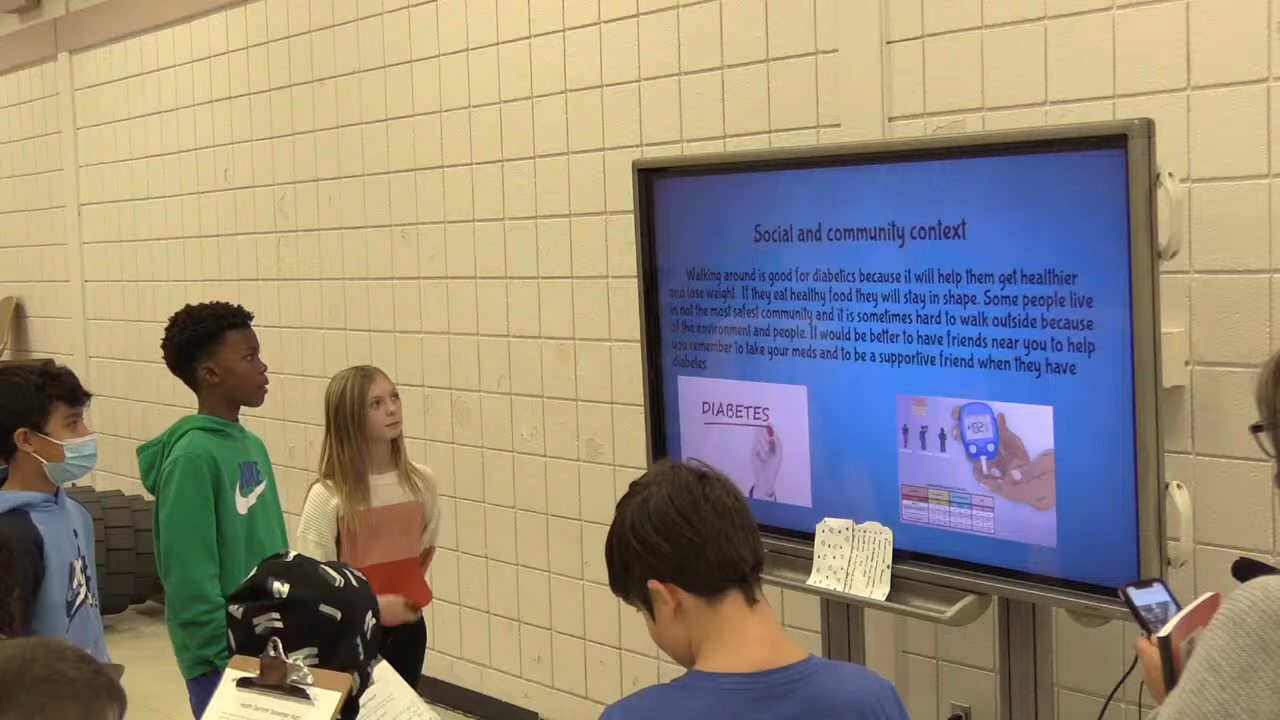 Social and community context
Walking around is good for diabetics because it will help them get healthier
and lose weight. If they eat healthy food they will stay in shape. Some people live
in not the most safest community and it is sometimes hard to walk outside because
of the environment and people. It would be better to have friends near you to help
you remember to take your meds and to be a supportive friend when they have
diabetes
DIABETES
NIKE